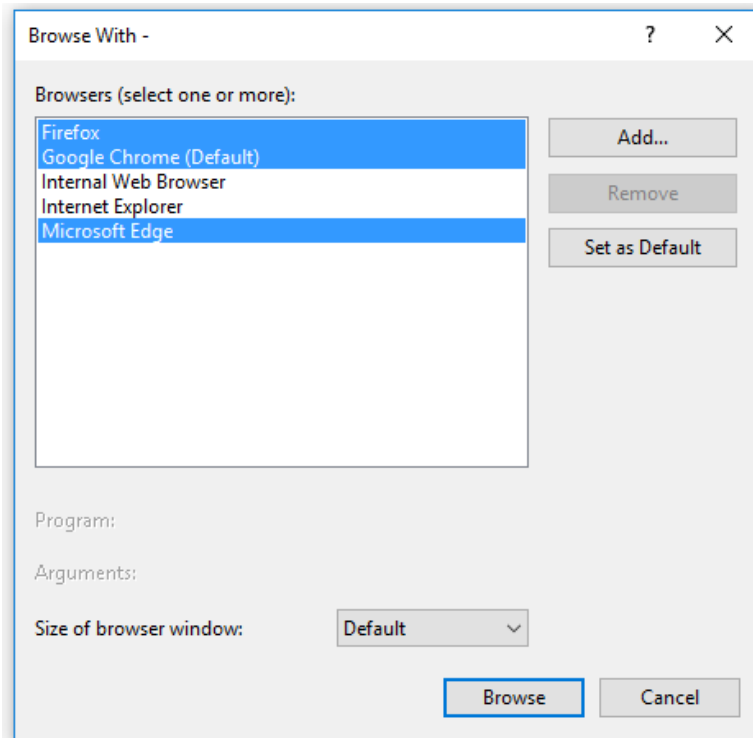 Browse With -
?
Browsers (select one or more):
Firefox
Google Chrome (Default)
Internal Web Browser
Internet Explorer
Microsoft Edge
Add...
Remove
Set as Default
Program:
Arguments:
Size of browser window: Default
Browse Cancel